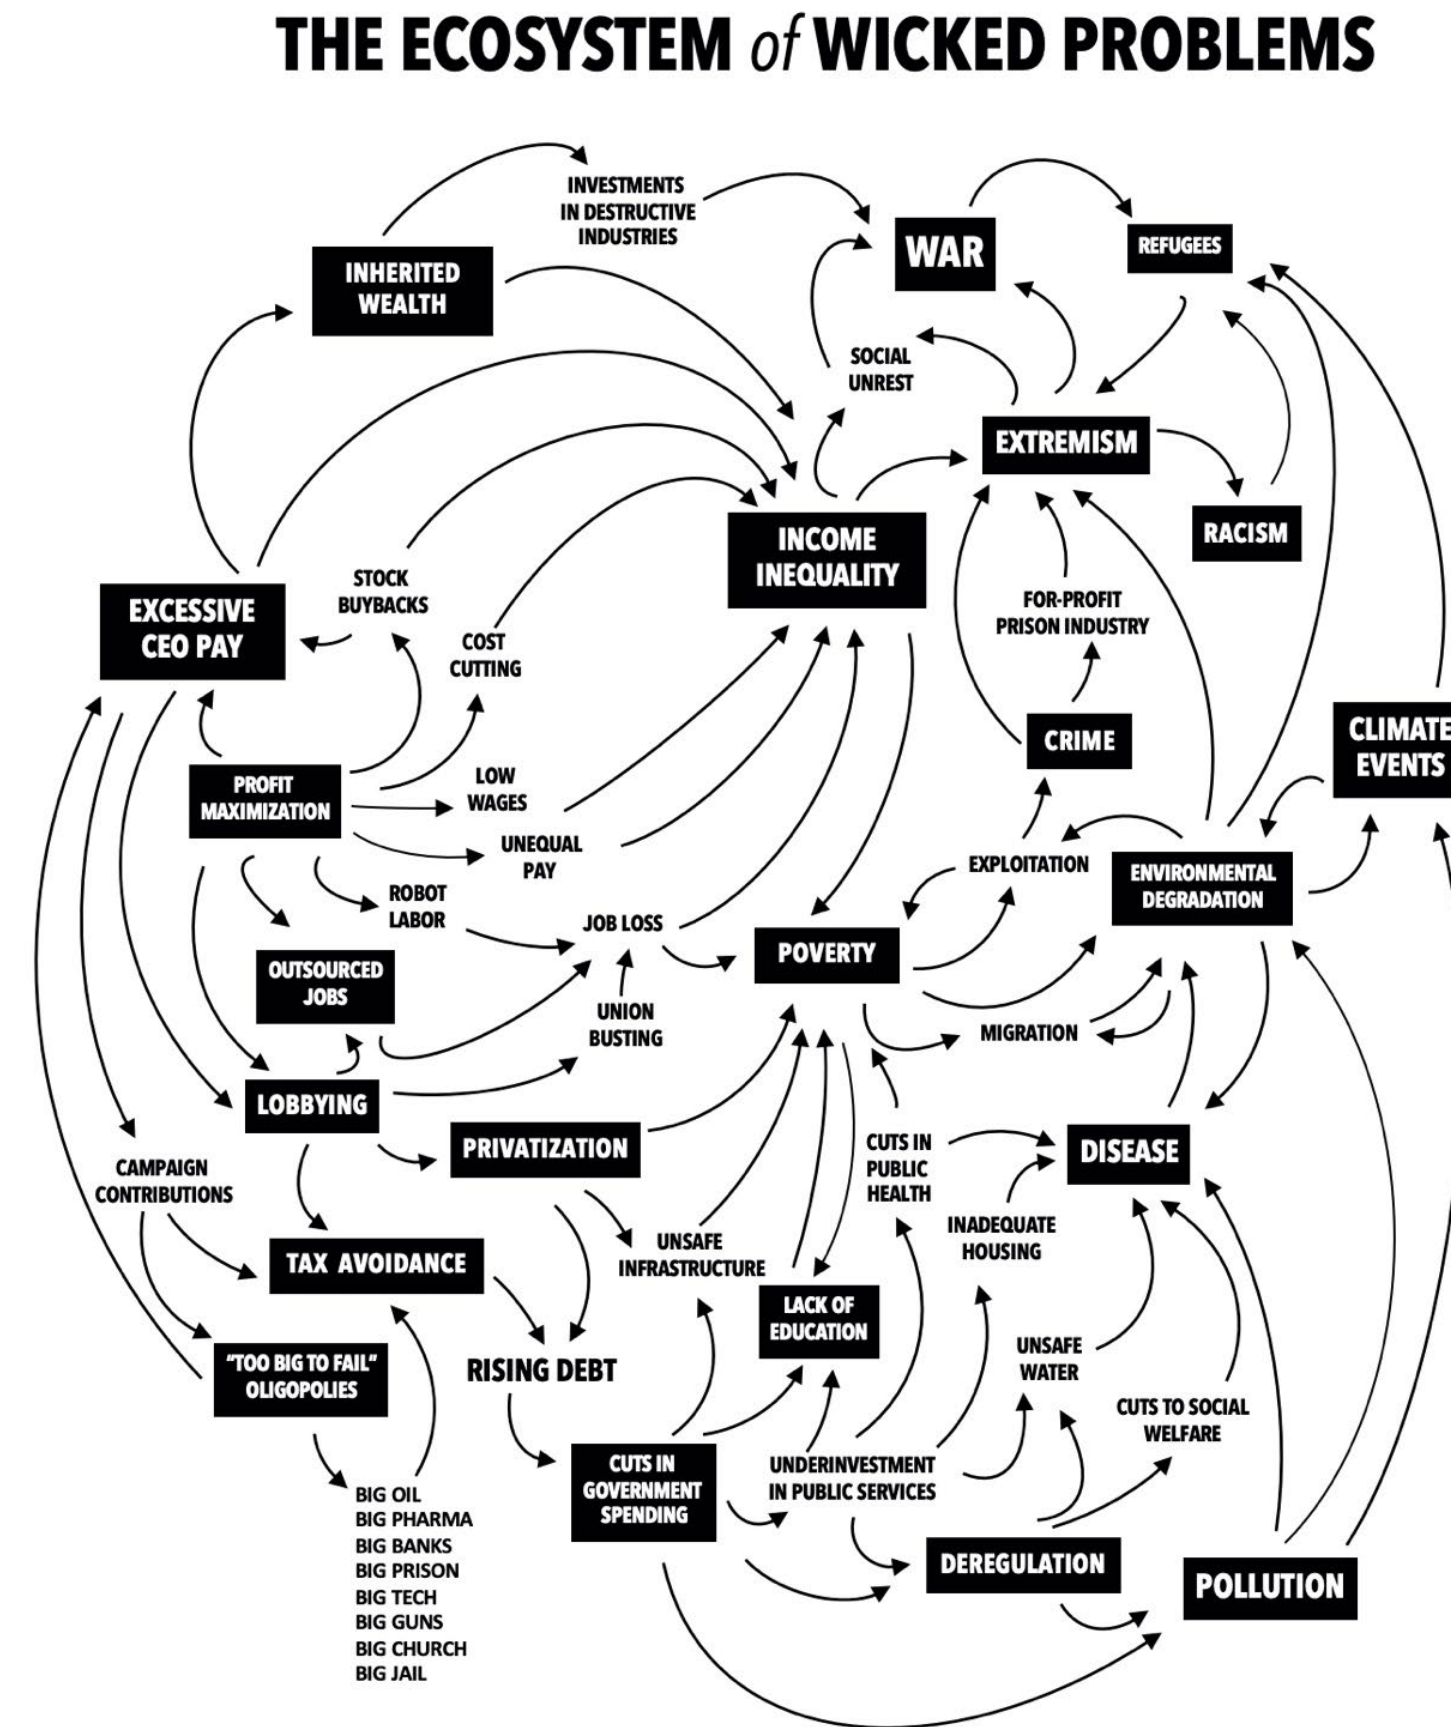 THE ECOSYSTEM of WICKED PROBLEMS
INVESTMENTS
IN DESTRUCTIVE
INDUSTRIES
WAR
REFUGEES
INHERITED
WEALTH
SOCIAL
UNREST
EXTREMISM
RACISM
INCOME
INEQUALITY
STOCK
BUYBACKS
EXCESSIVE
CEO PAY
COST
CUTTING
FOR-PROFIT
PRISON INDUSTRY
CRIME
CLIMATE
EVENTS
PROFIT
MAXIMIZATION
LOW
WAGES
UNEQUAL
PAY
EXPLOITATION
ENVIRONMENTAL
DEGRADATION
ROBOT
LABOR
JOB LOSS
POVERTY
OUTSOURCED
JOBS
UNION
BUSTING
MIGRATION
LOBBYING
PRIVATIZATION
CUTS IN
PUBLIC
HEALTH
DISEASE
CAMPAIGN
CONTRIBUTIONS
INADEQUATE
HOUSING
TAX AVOIDANCE
UNSAFE
INFRASTRUCTURE
LACK OF
EDUCATION
UNSAFE
WATER
"TOO BIG TO FAIL"
OLIGOPOLIES
RISING DEBT
CUTS TO SOCIAL
WELFARE
CUTS IN
GOVERNMENT
SPENDING
UNDERINVESTMENT
IN PUBLIC SERVICES
BIG OIL
BIG PHARMA
BIG BANKS
BIG PRISON
BIG TECH
BIG GUNS
BIG CHURCH
BIG JAIL
DEREGULATION
POLLUTION